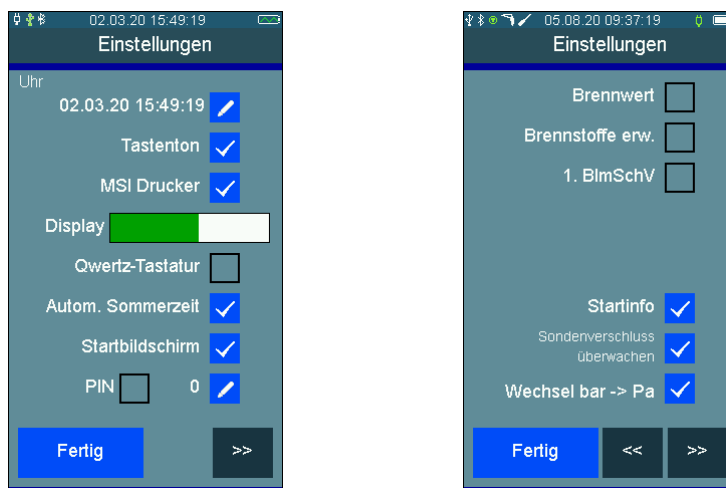 02.03.20 15:49:19
Einstellungen
Uhr
02.03.20 15:49:19
Tastenton
MSI Drucker
Display
Qwertz-Tastatur
Autom. Sommerzeit
Startbildschirm
PIN 0
Fertig >>
05.08.20 09:37:19
Einstellungen
Brennwert
Brennstoffe erw.
1. BImSchV
Startinfo
Sondenverschluss
überwachen
Wechsel bar -> Pa
Fertig << >>